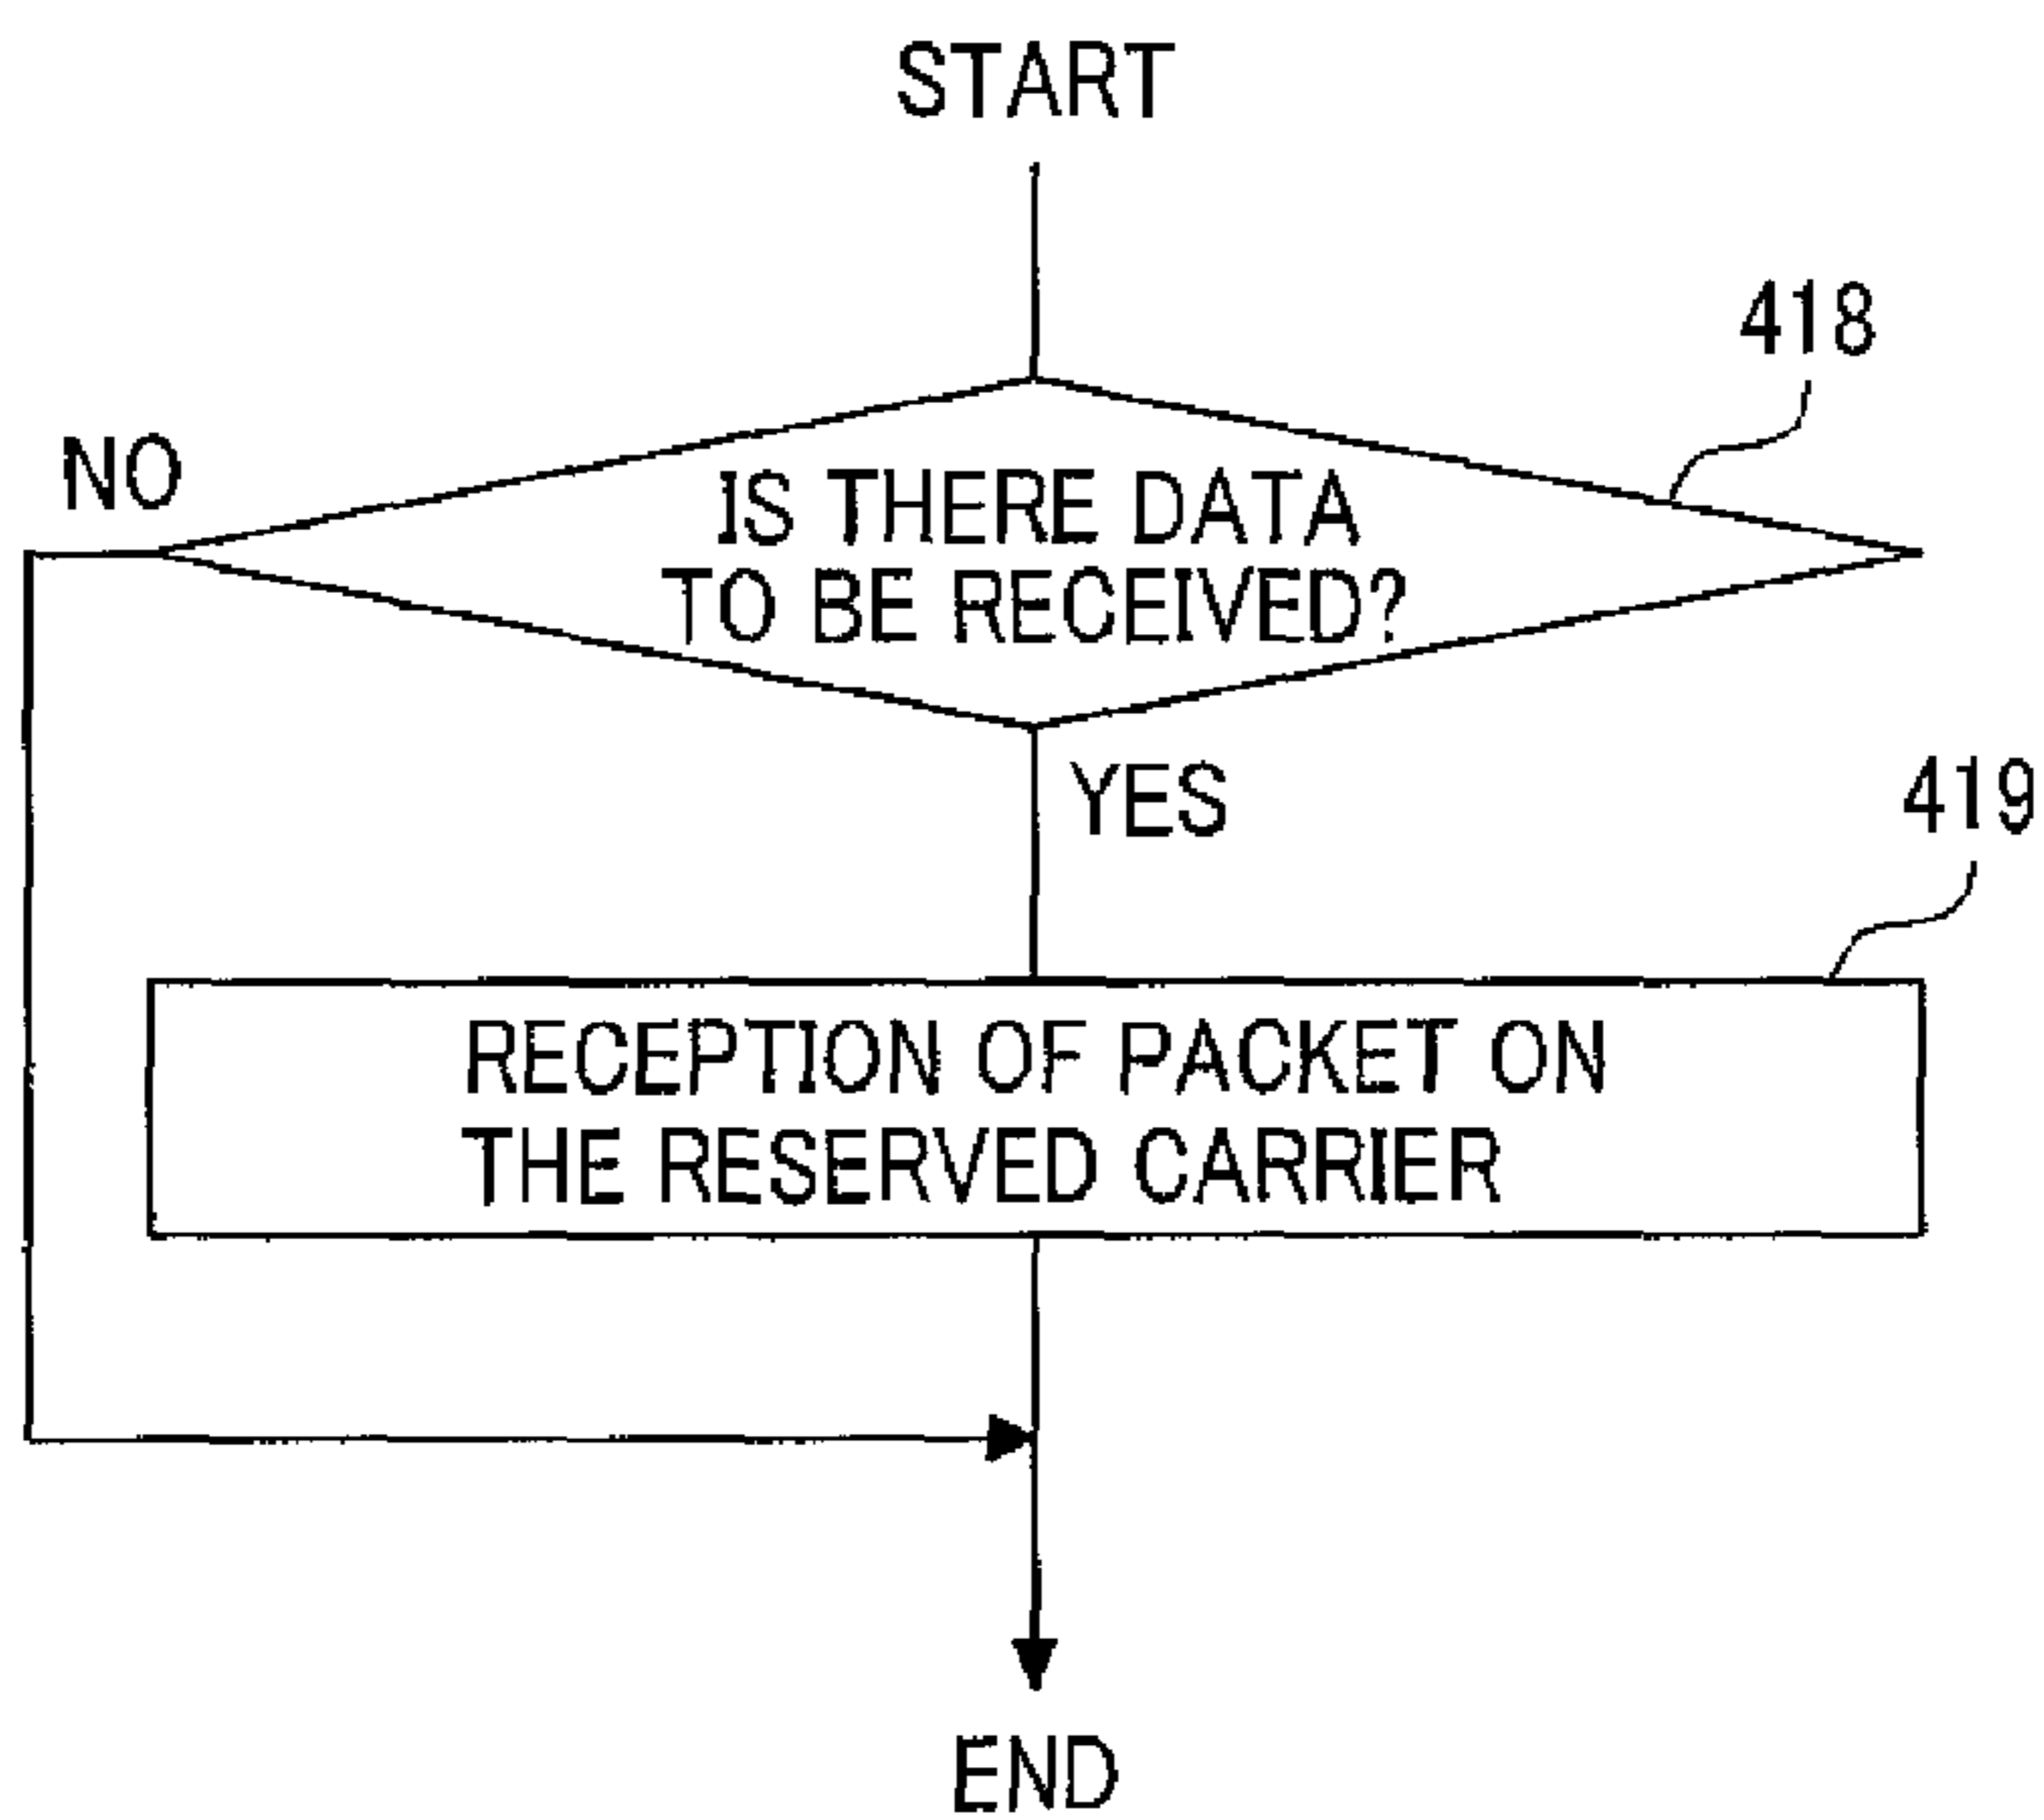 START
418
NO
IS THERE DATA
TO BE RECEIVED?
YES
419
RECEPTION OF PACKET ON
THE RESERVED CARRIER
END